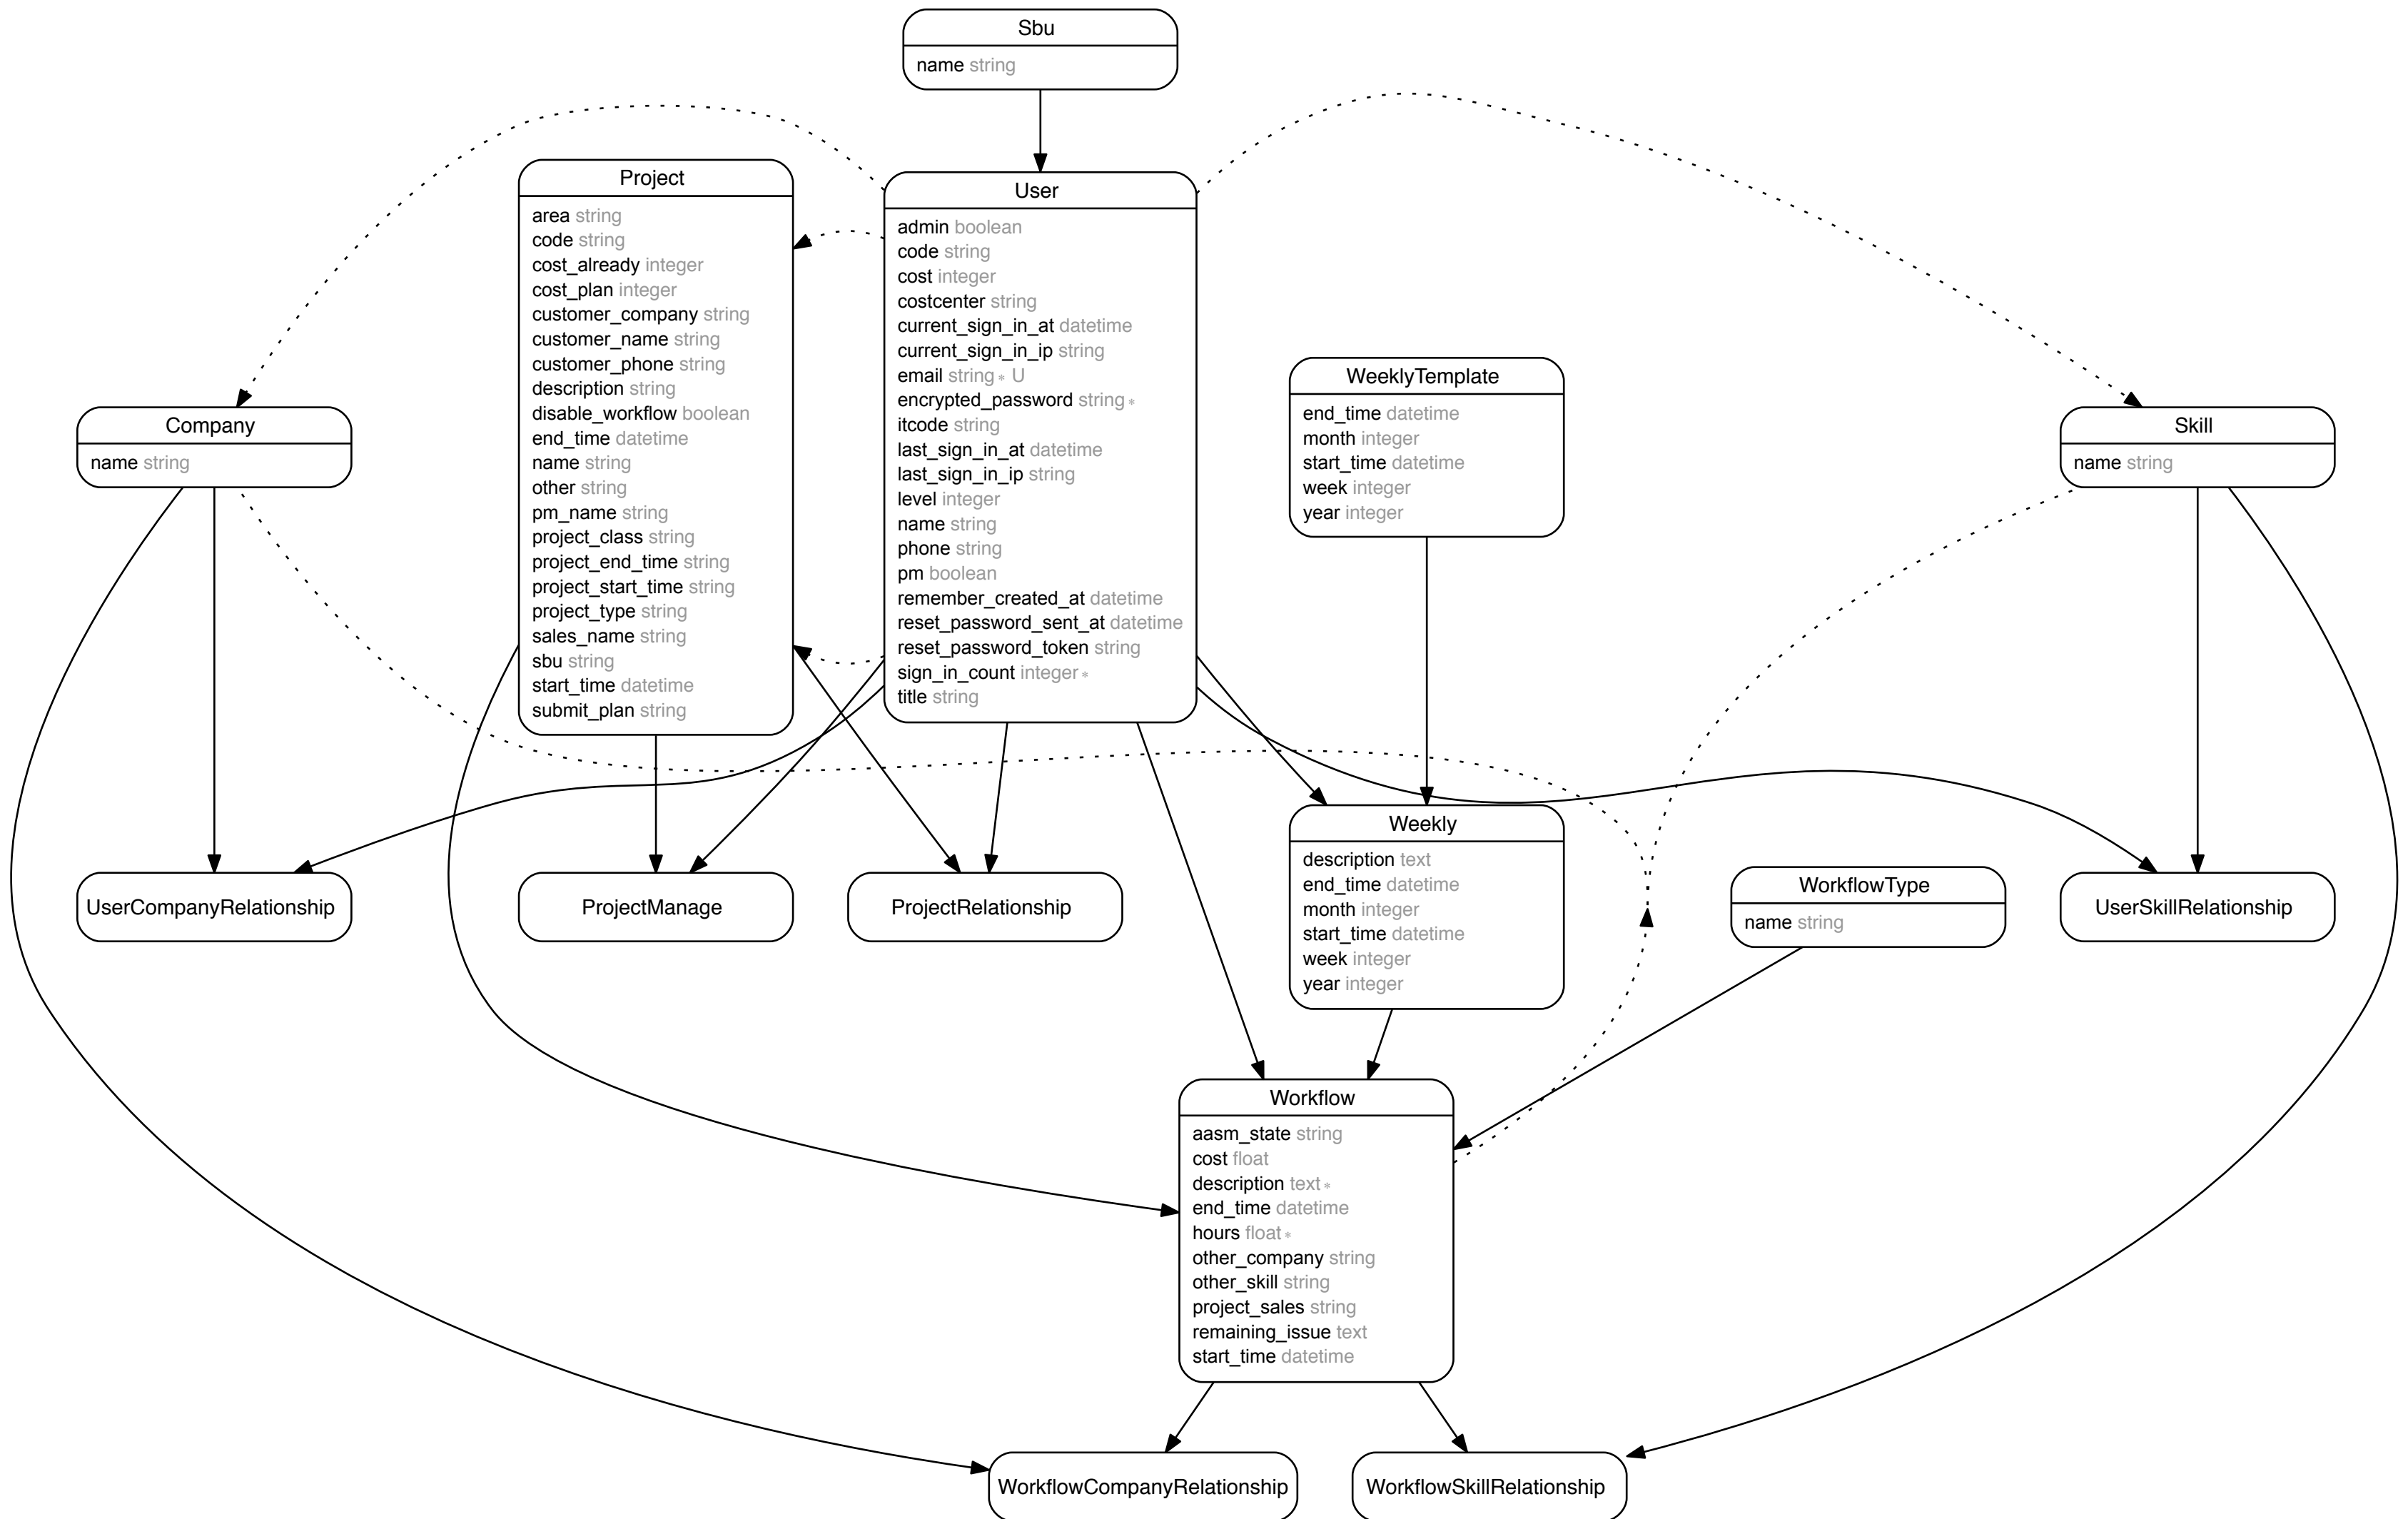 Sbu
name string
Project
area string
code string
cost_already integer
cost_plan integer
customer_company string
customer_name string
customer_phone string
description string
disable_workflow boolean
end_time datetime
name string
other string
pm_name string
project_class string
project_end_time string
project_start_time string
project_type string
sales_name string
sbu string
start_time datetime
submit_plan string
User
admin boolean
code string
cost integer
costcenter string
current_sign_in_at datetime
current_sign_in_ip string
email string * U
encrypted_password string *
itcode string
last_sign_in_at datetime
last_sign_in_ip string
level integer
name string
phone string
pm boolean
remember_created_at datetime
reset_password_sent_at datetime
reset_password_token string
sign_in_count integer *
title string
WeeklyTemplate
end_time datetime
month integer
start_time datetime
week integer
year integer
Company
name string
Skill
name string
Weekly
description text
end_time datetime
month integer
start_time datetime
week integer
year integer
WorkflowType
name string
UserCompanyRelationship
ProjectManage
ProjectRelationship
UserSkillRelationship
Workflow
aasm_state string
cost float
description text *
end_time datetime
hours float *
other_company string
other_skill string
project_sales string
remaining_issue text
start_time datetime
WorkflowCompanyRelationship
WorkflowSkillRelationship